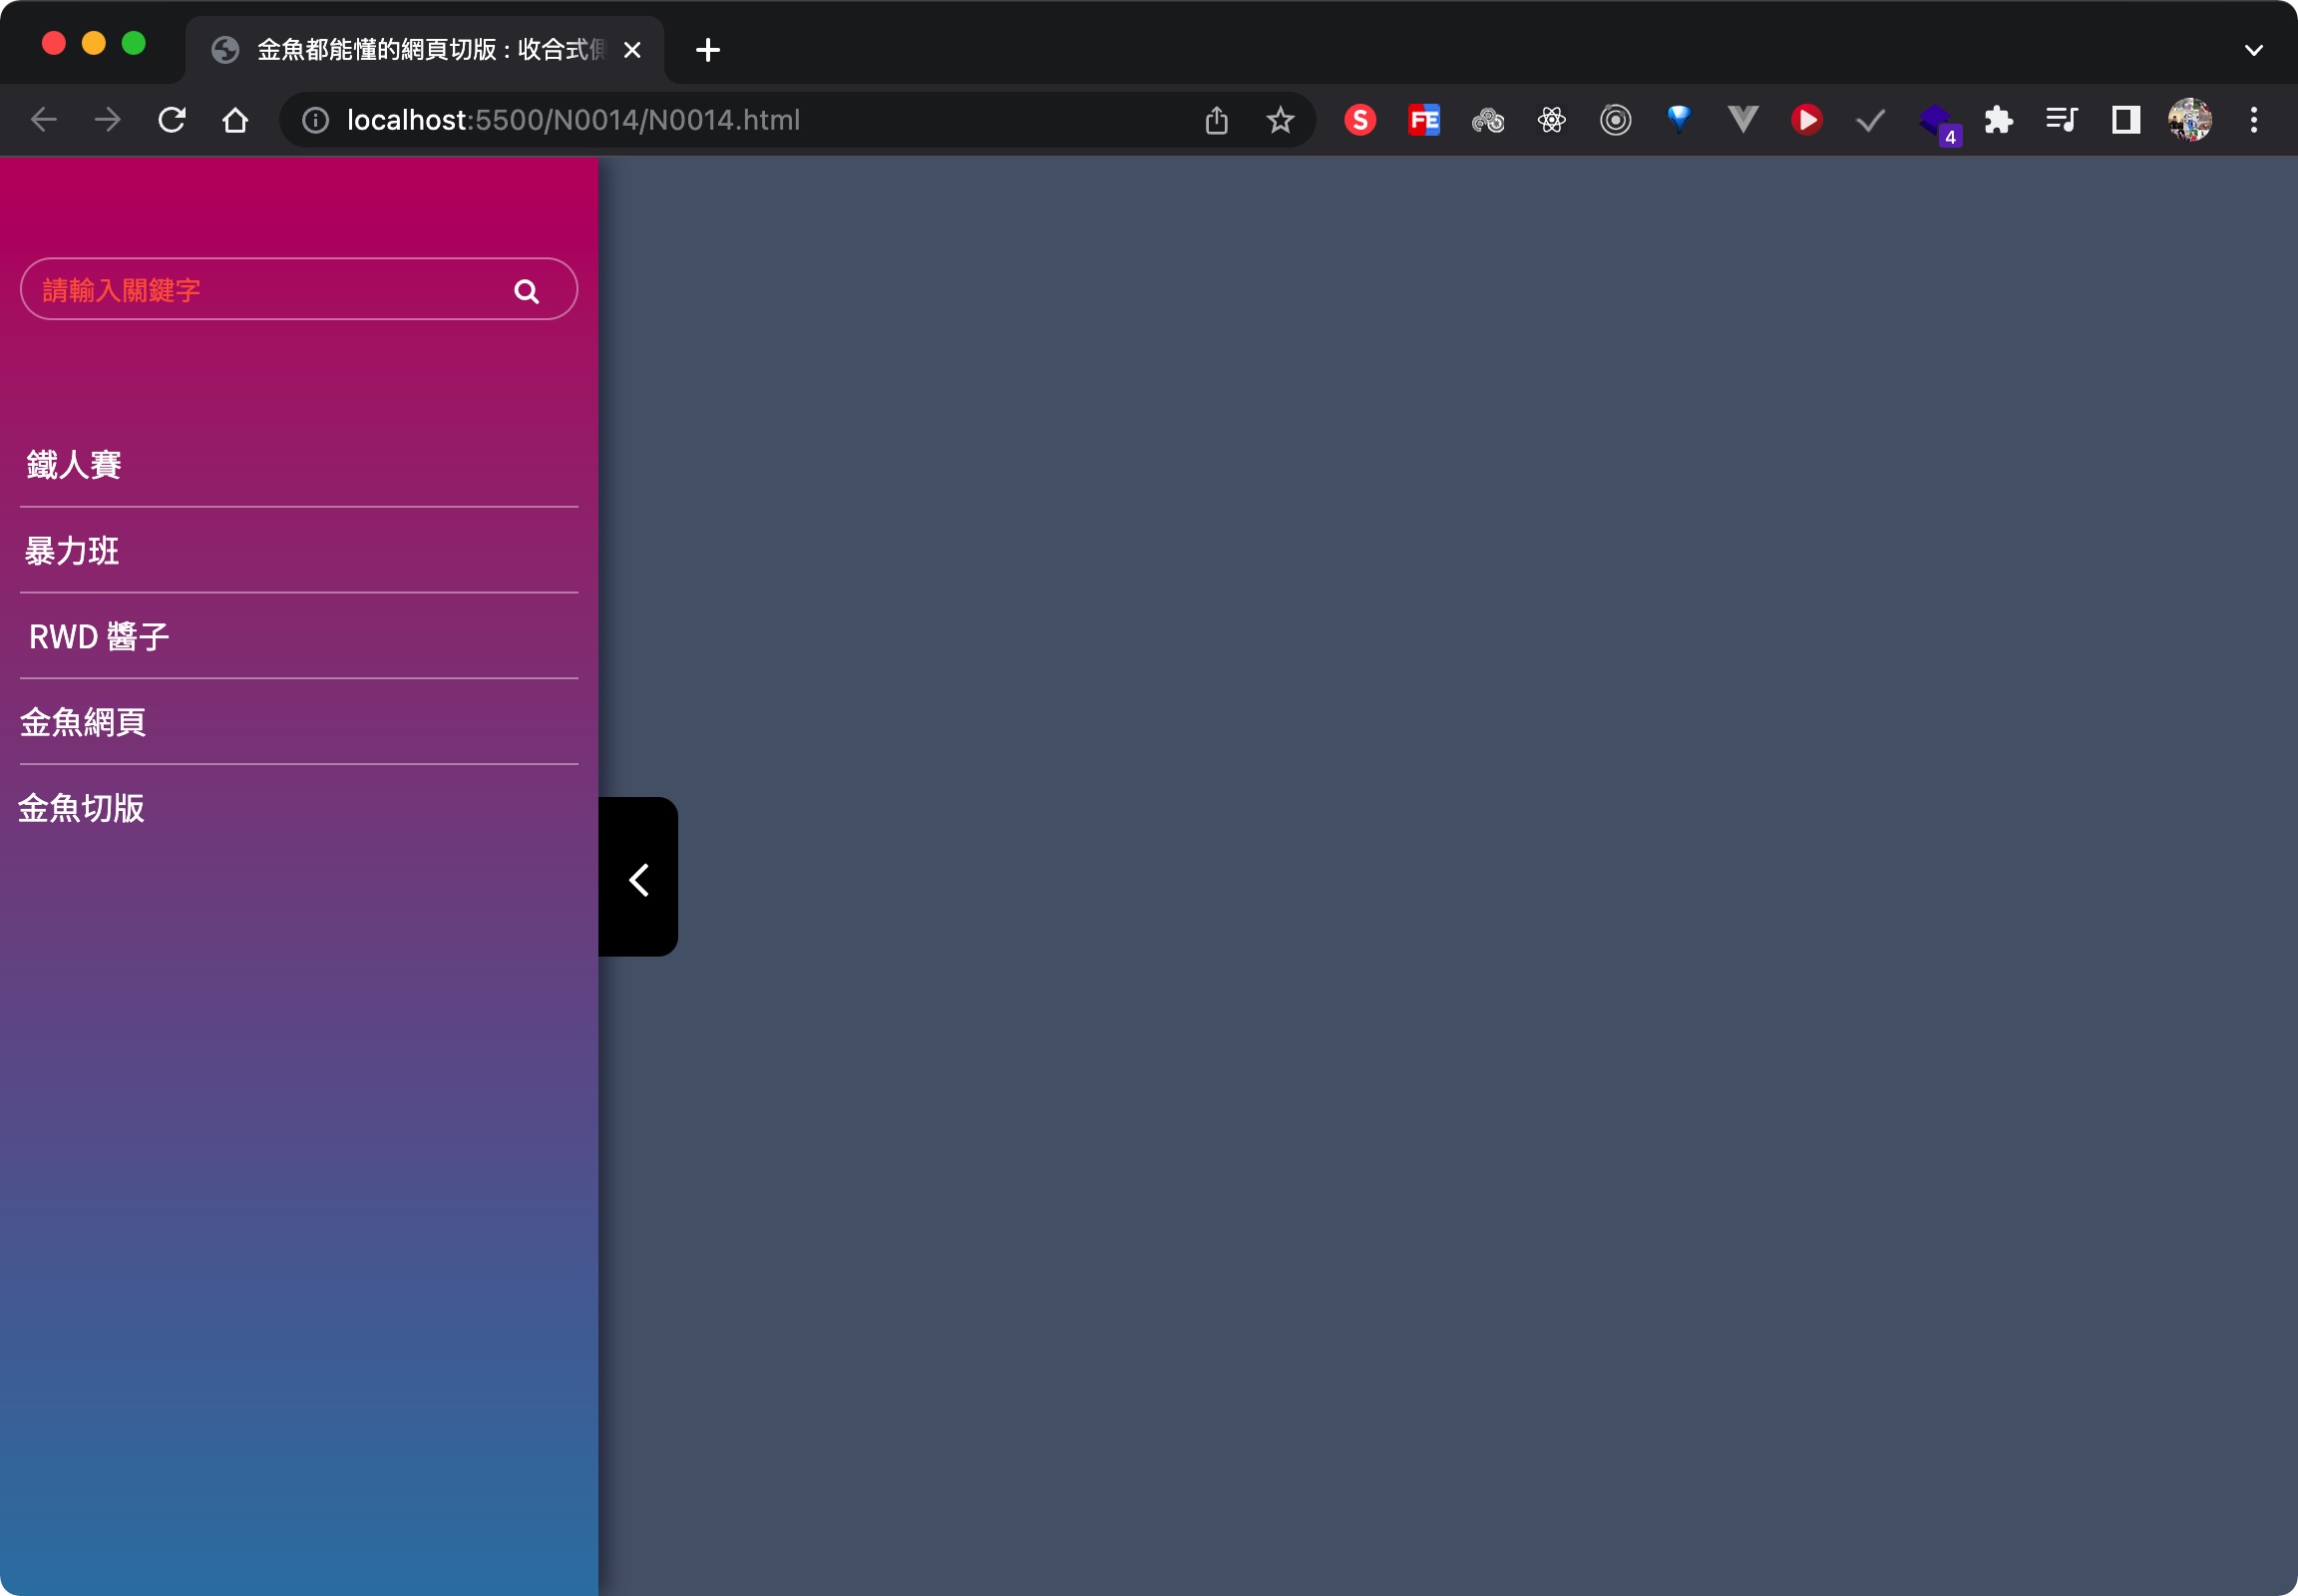 金魚都能懂的網頁切版 : 收合式
localhost:5500/N0014/N0014.html
S
FE
4
請輸入關鍵字
鐵人賽
暴力班
RWD 醬子
金魚網頁
金魚切版